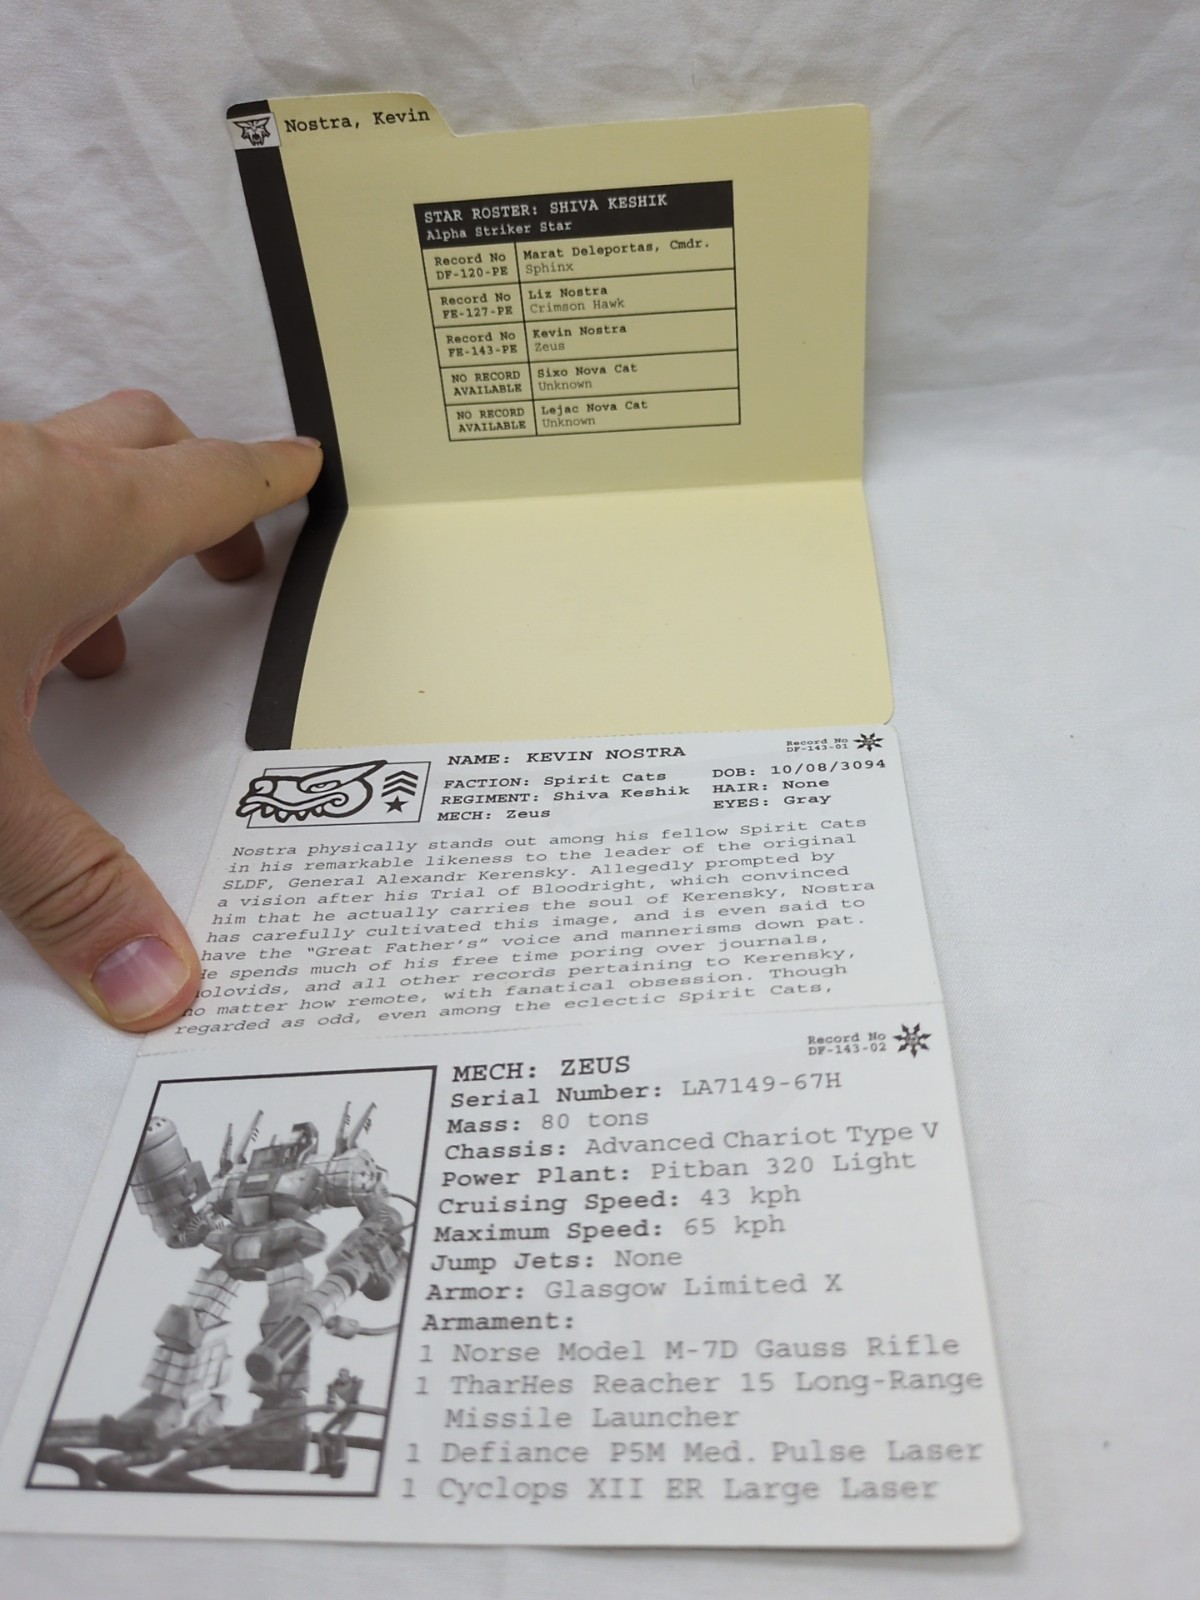 Nostra, Kevin
STAR ROSTER: SHIVA KESHIK
Alpha Striker Star
Record No
DF-120-PE
Marat Deleportas, Cmdr.
Sphinx
Record No
FE-127-PE
Liz Nostra
Crimson Hawk
Record No
FE-143-PE
Kevin Nostra
Zeus
NO RECORD
AVAILABLE
Sixo Nova Cat
Unknown
NO RECORD
AVAILABLE
Lejac Nova Cat
Unknown
Record No
DF-143-01
NAME: KEVIN NOSTRA
FACTION: Spirit Cats
REGIMENT: Shiva Keshik
MECH: Zeus
DOB: 10/08/3094
HAIR: None
EYES: Gray
Nostra physically stands out among his fellow Spirit Cats
in his remarkable likeness to the leader of the original
SLDF, General Alexandr Kerensky. Allegedly prompted by
a vision after his Trial of Bloodright, which convinced
him that he actually carries the soul of Kerensky, Nostra
has carefully cultivated this image, and is even said to
have the “Great Father’s” voice and mannerisms down pat.
He spends much of his free time poring over journals,
holovids, and all other records pertaining to Kerensky,
no matter how remote, with fanatical obsession. Though
regarded as odd, even among the eclectic Spirit Cats,
Record No
DF-143-02
MECH: ZEUS
Serial Number: LA7149-67H
Mass: 80 tons
Chassis: Advanced Chariot Type V
Power Plant: Pitban 320 Light
Cruising Speed: 43 kph
Maximum Speed: 65 kph
Jump Jets: None
Armor: Glasgow Limited X
Armament:
1 Norse Model M-7D Gauss Rifle
1 TharHes Reacher 15 Long-Range
Missile Launcher
1 Defiance P5M Med. Pulse Laser
1 Cyclops XII ER Large Laser